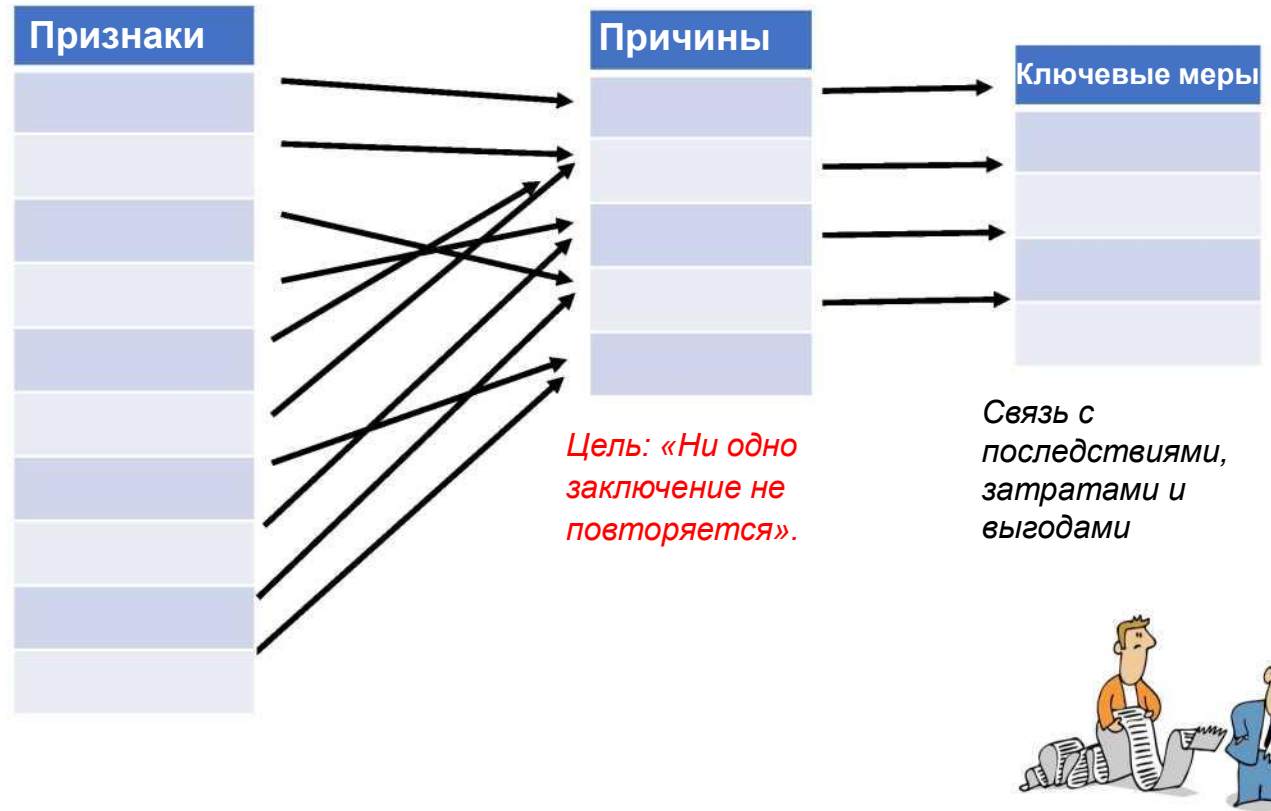 Признаки
Причины
Ключевые меры
Цель: «Ни одно
заключение не
повторяется».
Связь с
последствиями,
затратами и
выгодами